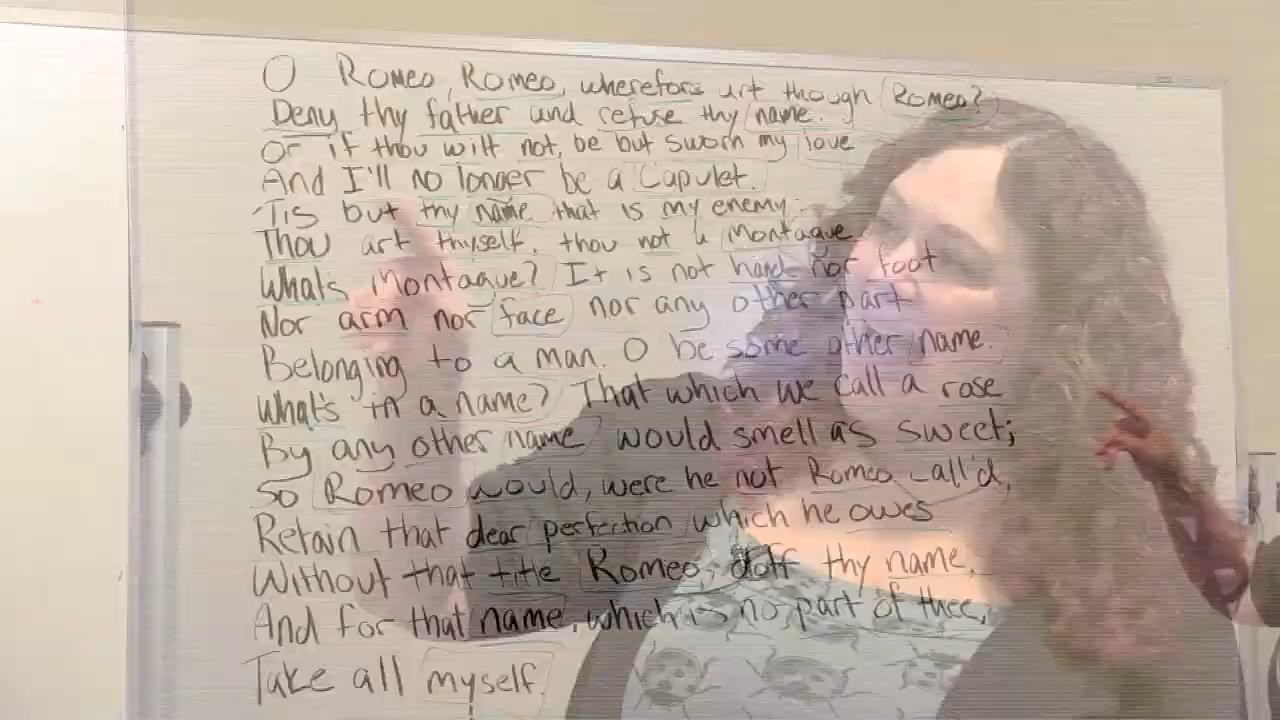 O Romeo, Romeo, wherefore art though Romeo?
Deny thy father and refuse thy name.
Or if thou wilt not, be but sworn my love
And I'll no longer be a Capulet.
'Tis but thy name that is my enemy.
Thou art thyself, thou not a Montague.
What's Montague? It is not hand nor foot
Nor arm nor face nor any other part
Belonging to a man. O be some other name.
What's in a name? That which we call a rose
By any other name would smell as sweet;
So Romeo would, were he not Romeo call'd,
Retain that dear perfection which he owes
Without that title Romeo, doff thy name,
And for that name, which is no part of thee,
Take all myself.